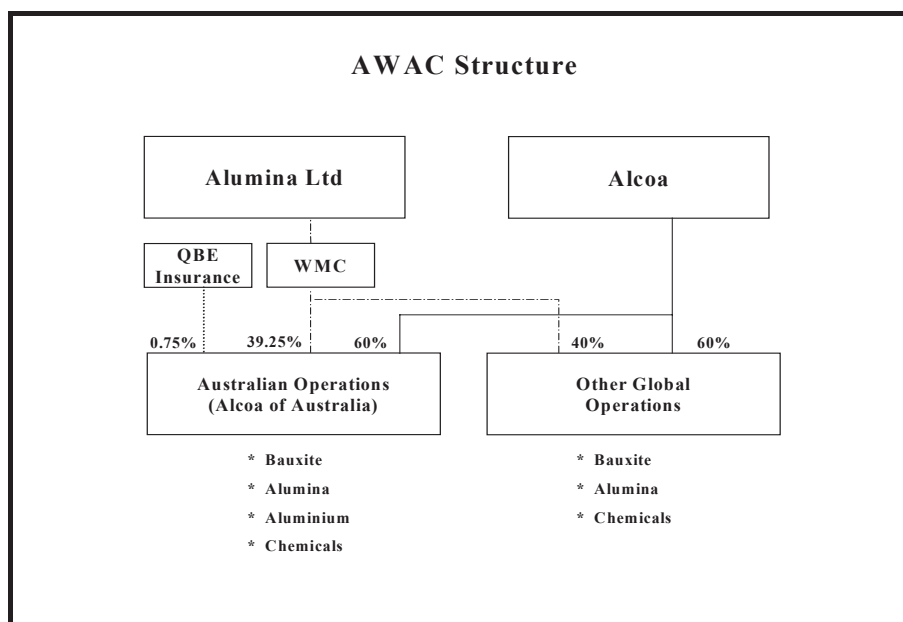 AWAC Structure
Alumina Ltd
Alcoa
QBE
Insurance
WMC
0.75%
39.25%
60%
40%
60%
Australian Operations
(Alcoa of Australia)
Other Global
Operations
* Bauxite
* Alumina
* Aluminium
* Chemicals
* Bauxite
* Alumina
* Chemicals